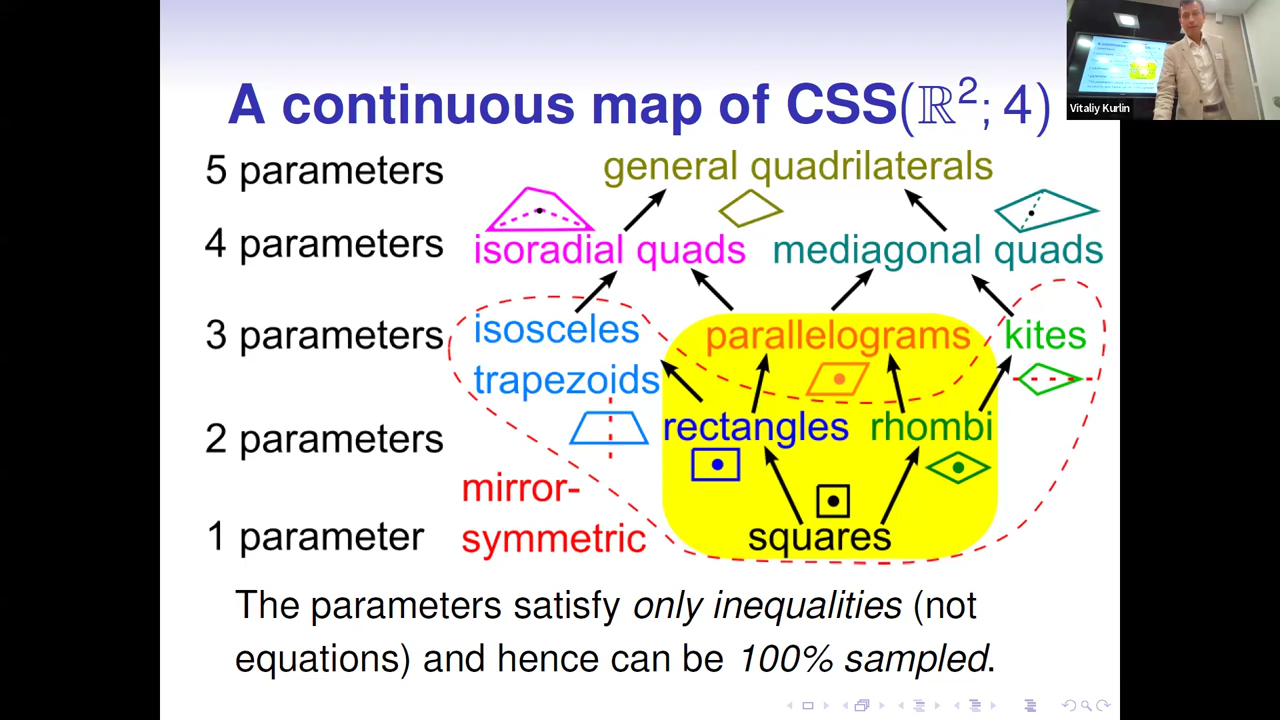 A continuous map of CSS(ℝ²; 4)
Vitaliy Kurlin
5 parameters
general quadrilaterals
4 parameters
isoradial quads
mediagonal quads
3 parameters
isosceles
trapezoids
parallelograms
kites
2 parameters
rectangles
rhombi
mirror-
symmetric
1 parameter
squares
The parameters satisfy only inequalities (not
equations) and hence can be 100% sampled.